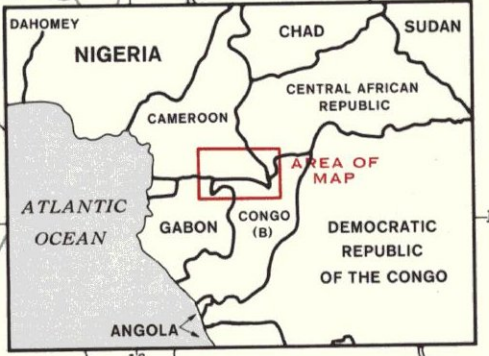 DAHOMEY
NIGERIA
CHAD
SUDAN
CENTRAL AFRICAN
REPUBLIC
CAMEROON
AREA OF
MAP
ATLANTIC
OCEAN
GABON
CONGO
(B)
DEMOCRATIC
REPUBLIC
OF THE CONGO
ANGOLA